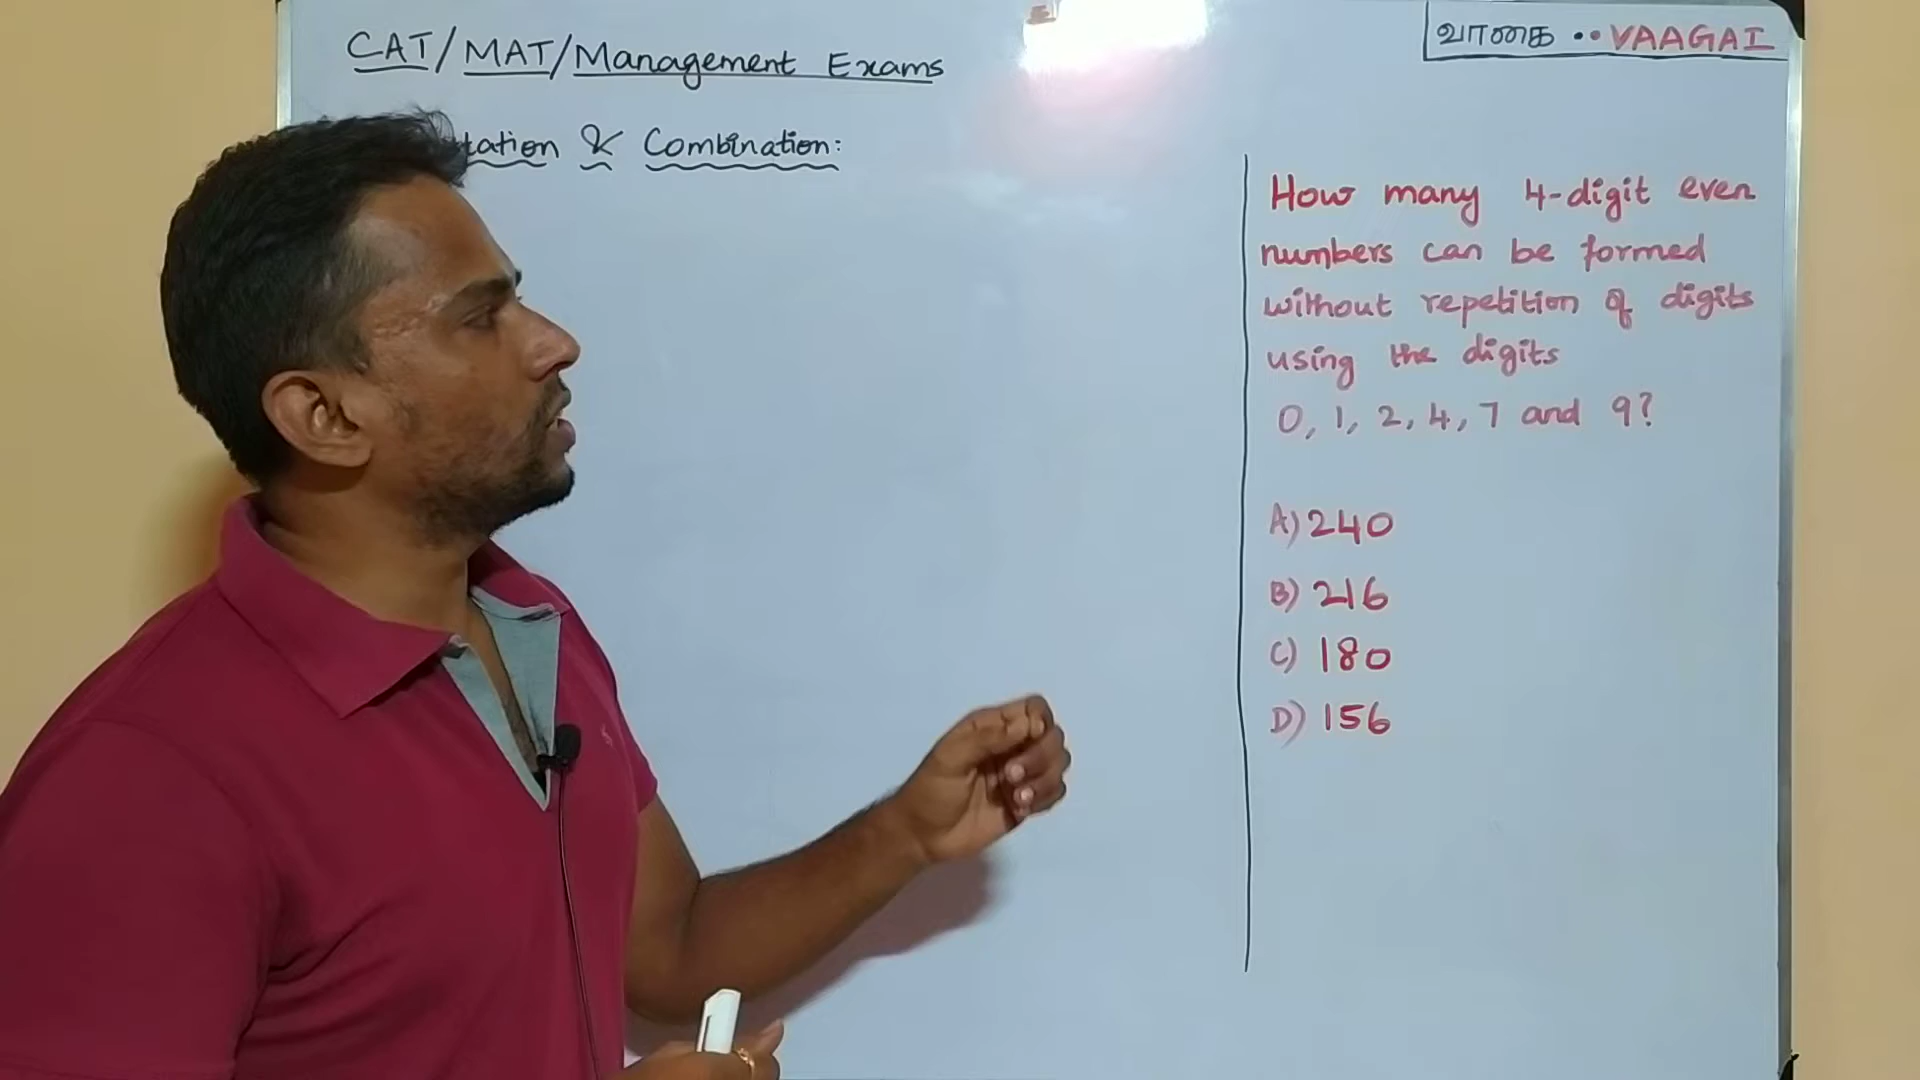 CAT/MAT/Management Exams
வாகை ..VAAGAI
& Combination:
How many 4-digit even
numbers can be formed
without repetition of digits
using the digits
0, 1, 2, 4, 7 and 9?
A) 240
B) 216
C) 180
D) 156